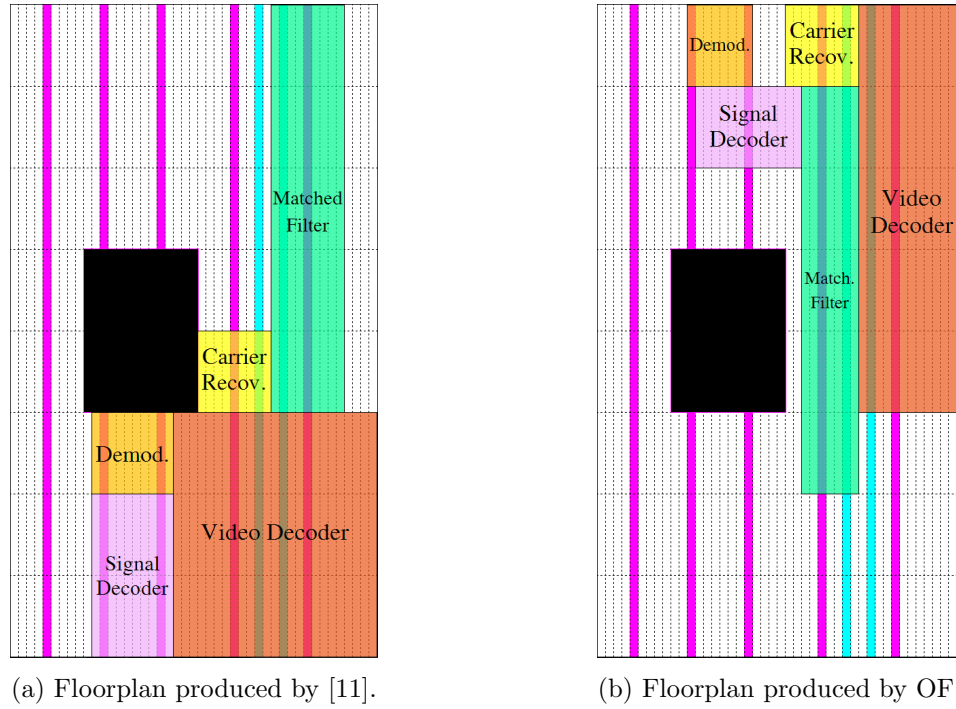 Matched
Filter
Carrier
Recov.
Demod.
Video Decoder
Signal
Decoder
(a) Floorplan produced by [11].
Demod.
Carrier
Recov.
Signal
Decoder
Video
Decoder
Match.
Filter
(b) Floorplan produced by OF